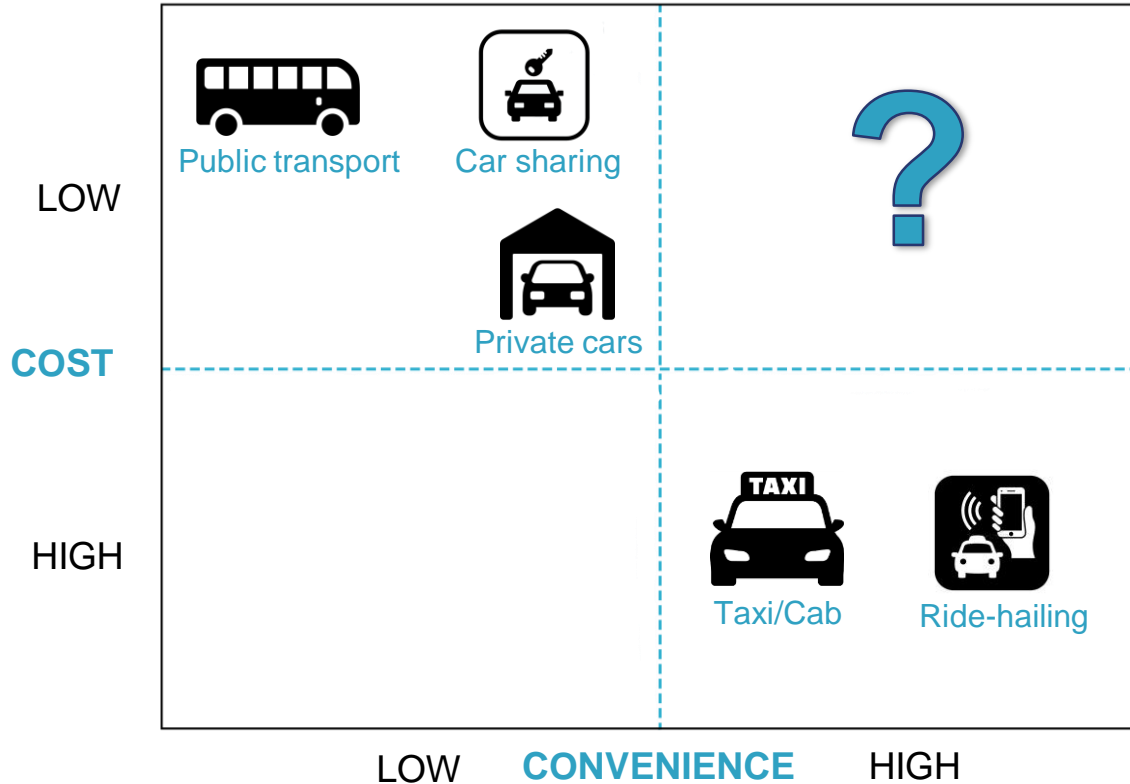 Public transport
Car sharing
LOW
?
Private cars
COST
TAXI
HIGH
Taxi/Cab
Ride-hailing
LOW
CONVENIENCE
HIGH